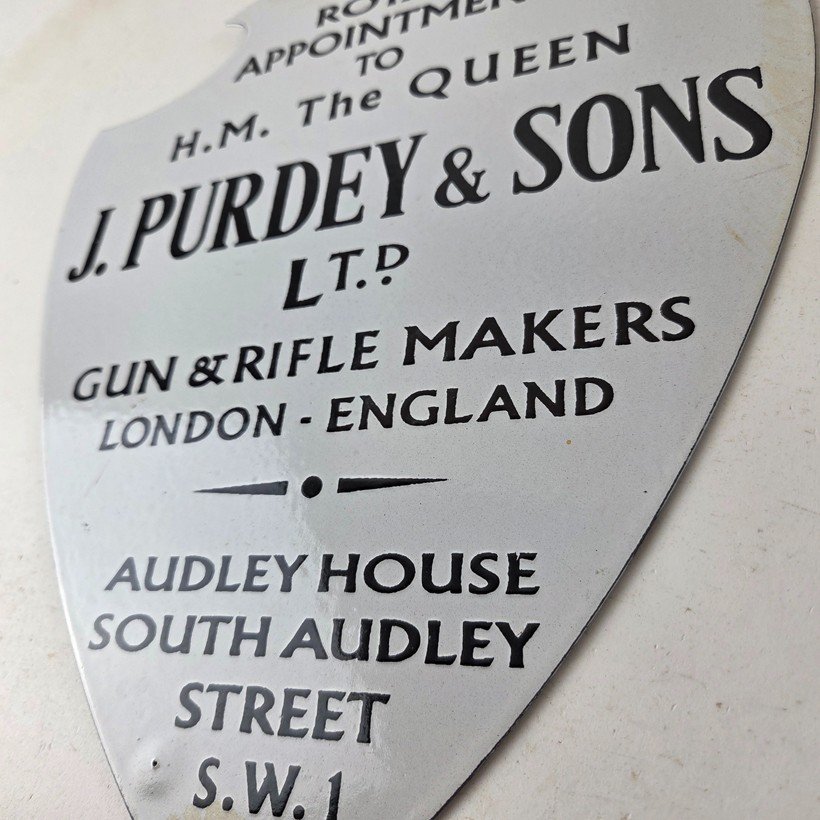 APPOINTMENT
TO
H.M. The QUEEN
J. PURDEY & SONS
LT.D
GUN & RIFLE MAKERS
LONDON - ENGLAND
AUDLEY HOUSE
SOUTH AUDLEY
STREET
S.W.1